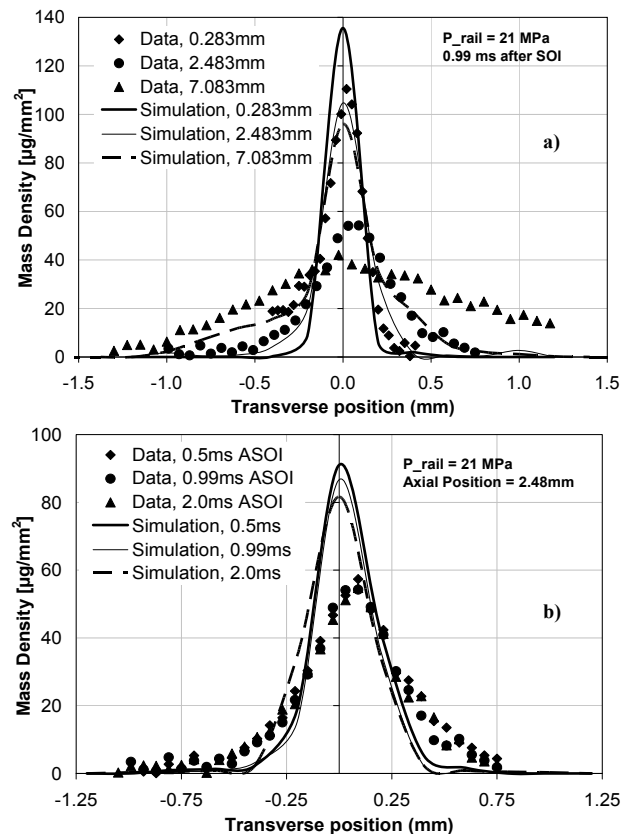 140
120
100
80
60
40
20
0
Mass Density [µg/mm²]
Data, 0.283mm
Data, 2.483mm
Data, 7.083mm
Simulation, 0.283mm
Simulation, 2.483mm
Simulation, 7.083mm
P_rail = 21 MPa
0.99 ms after SOI
a)
-1.5 -1.0 -0.5 0.0 0.5 1.0 1.5
Transverse position (mm)
100
80
60
40
20
0
Mass Density [µg/mm²]
Data, 0.5ms ASOI
Data, 0.99ms ASOI
Data, 2.0ms ASOI
Simulation, 0.5ms
Simulation, 0.99ms
Simulation, 2.0ms
P_rail = 21 MPa
Axial Position = 2.48mm
b)
-1.25 -0.75 -0.25 0.25 0.75 1.25
Transverse position (mm)